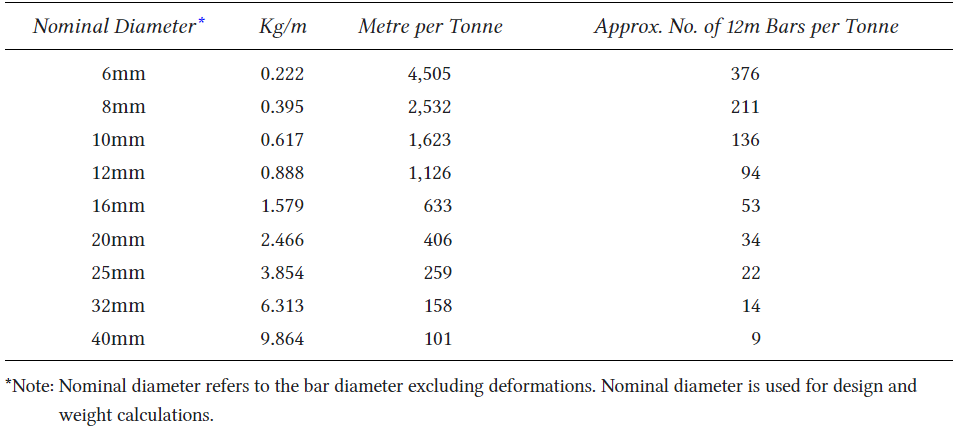 Nominal Diameter* Kg/m Metre per Tonne Approx. No. of 12m Bars per Tonne
6mm 0.222 4,505 376
8mm 0.395 2,532 211
10mm 0.617 1,623 136
12mm 0.888 1,126 94
16mm 1.579 633 53
20mm 2.466 406 34
25mm 3.854 259 22
32mm 6.313 158 14
40mm 9.864 101 9
*Note: Nominal diameter refers to the bar diameter excluding deformations. Nominal diameter is used for design and
weight calculations.